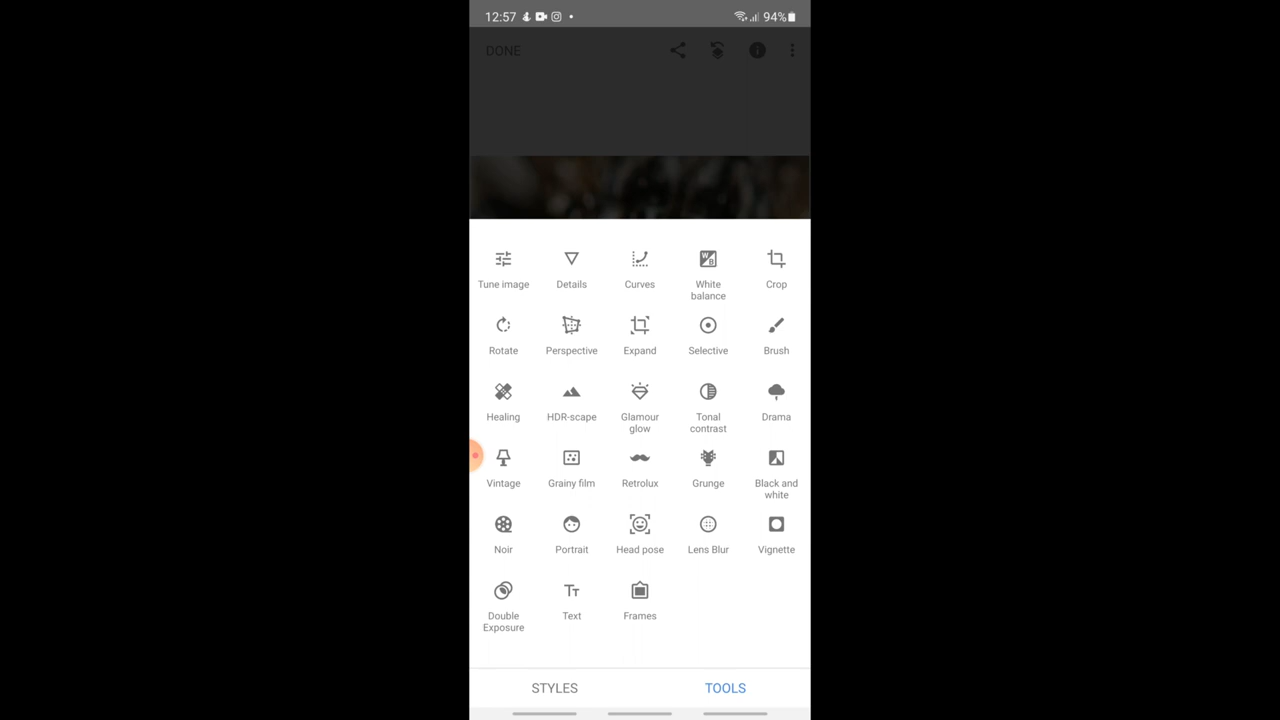 12:57 94%
DONE
Tune image Details Curves White balance Crop
Rotate Perspective Expand Selective Brush
Healing HDR-scape Glamour glow Tonal contrast Drama
Vintage Grainy film Retrolux Grunge Black and white
Noir Portrait Head pose Lens Blur Vignette
Double Exposure Text Frames
STYLES TOOLS